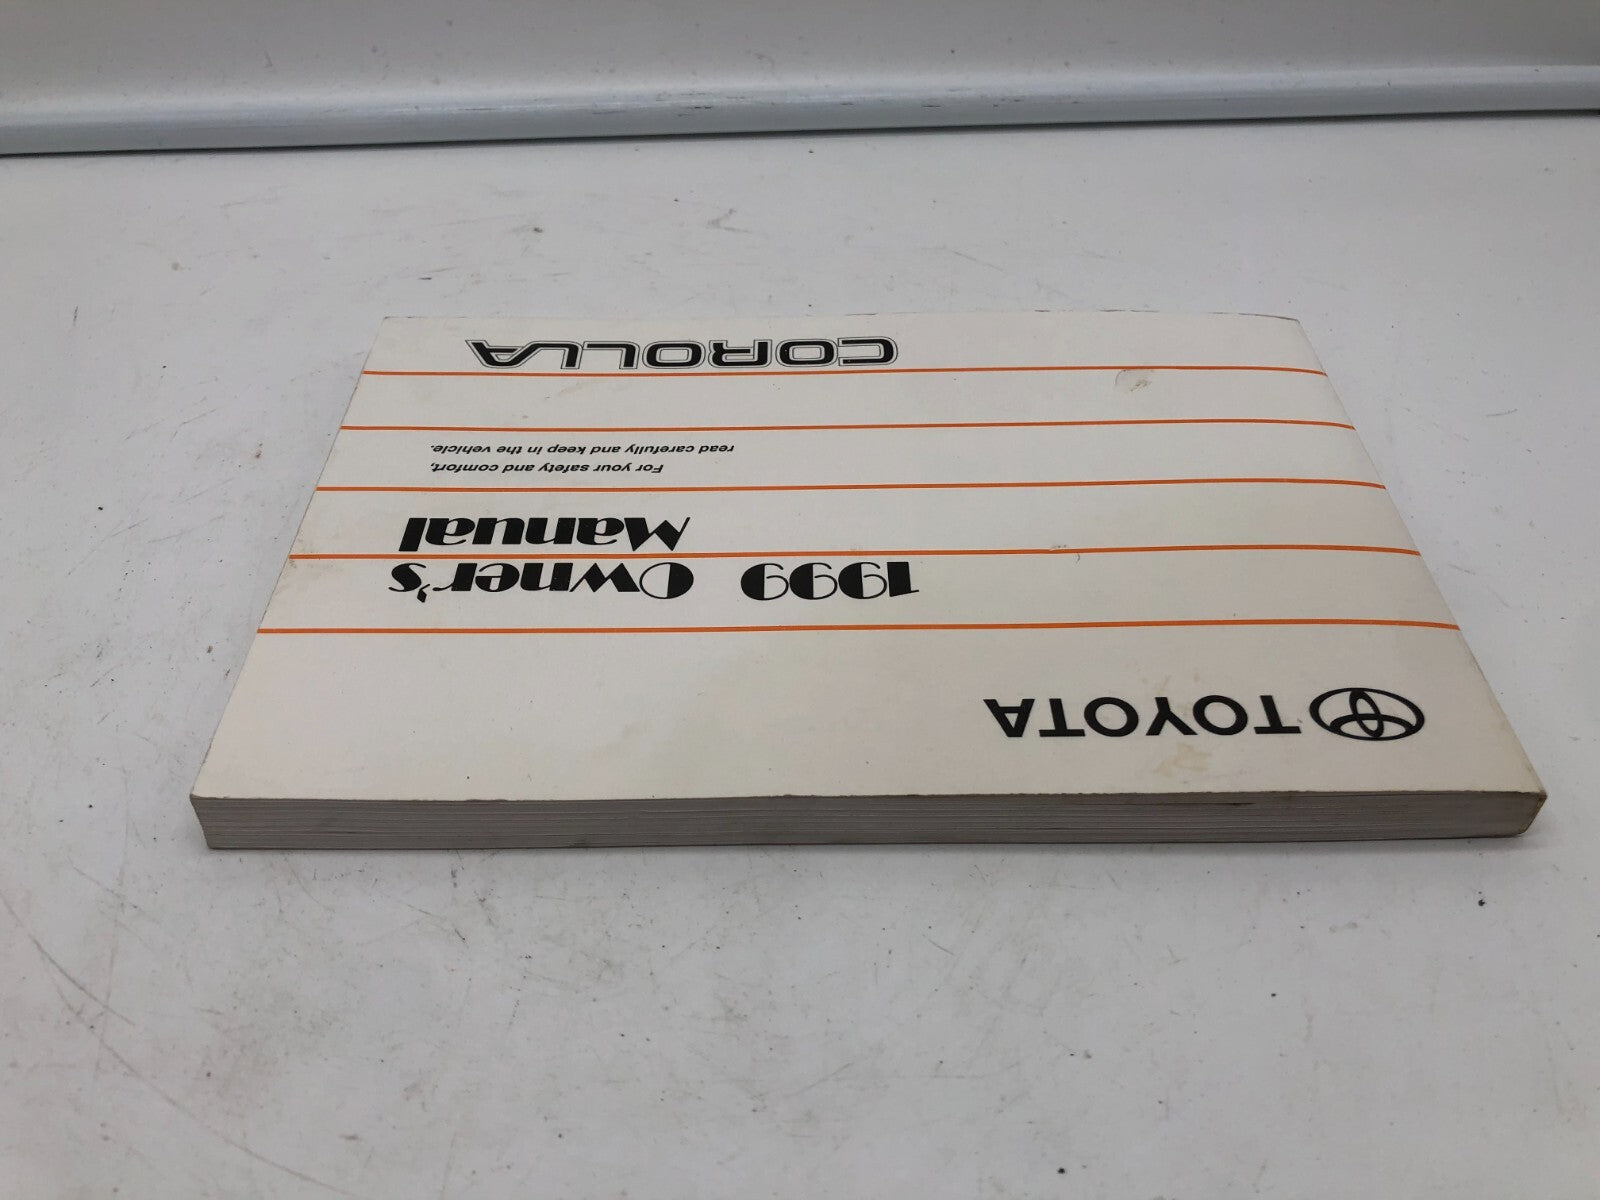 TOYOTA
1999 Owner's
Manual
For your safety and comfort,
read carefully and keep in the vehicle.
COROLLA